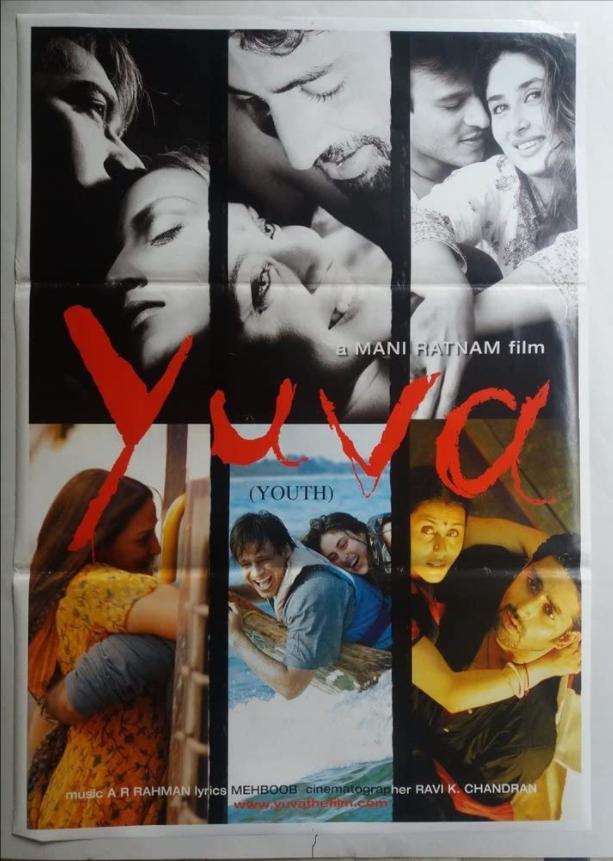 a MANI RATNAM film
yuva
(YOUTH)
music A R RAHMAN lyrics MEHBOOB cinematographer RAVI K. CHANDRAN
www.yuvathefilm.com